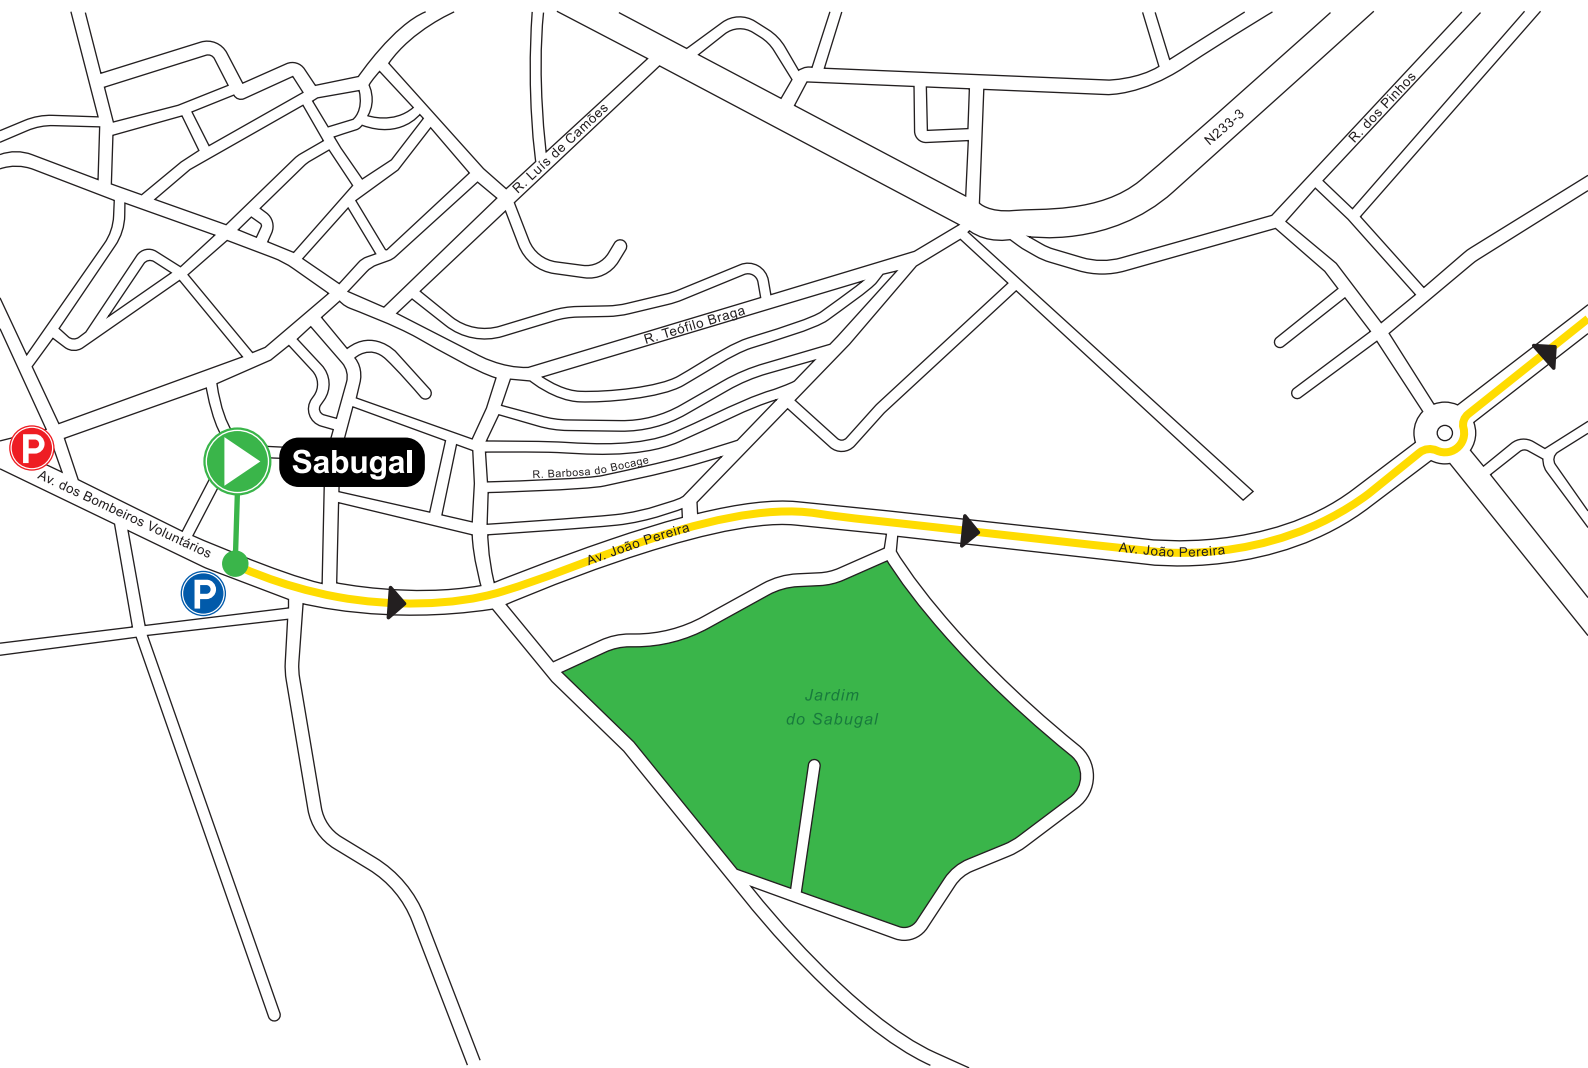 R. Luís de Camões
N233-3
R. dos Pinhos
R. Teófilo Braga
P
Sabugal
R. Barbosa do Bocage
Av. dos Bombeiros Voluntários
Av. João Pereira
Av. João Pereira
P
Jardim
do Sabugal